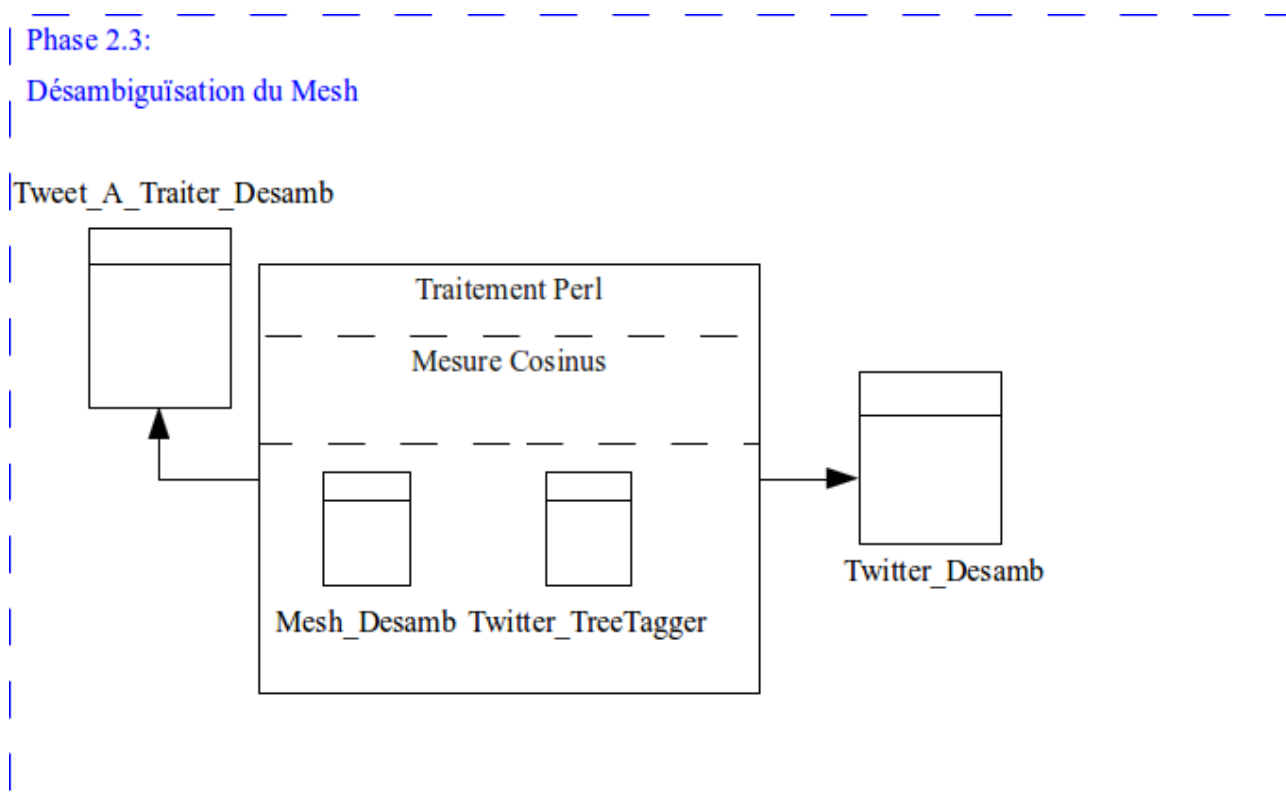 Phase 2.3:
Désambiguïsation du Mesh
Tweet_A_Traiter_Desamb
Traitement Perl
Mesure Cosinus
Twitter_Desamb
Mesh_Desamb Twitter_TreeTagger